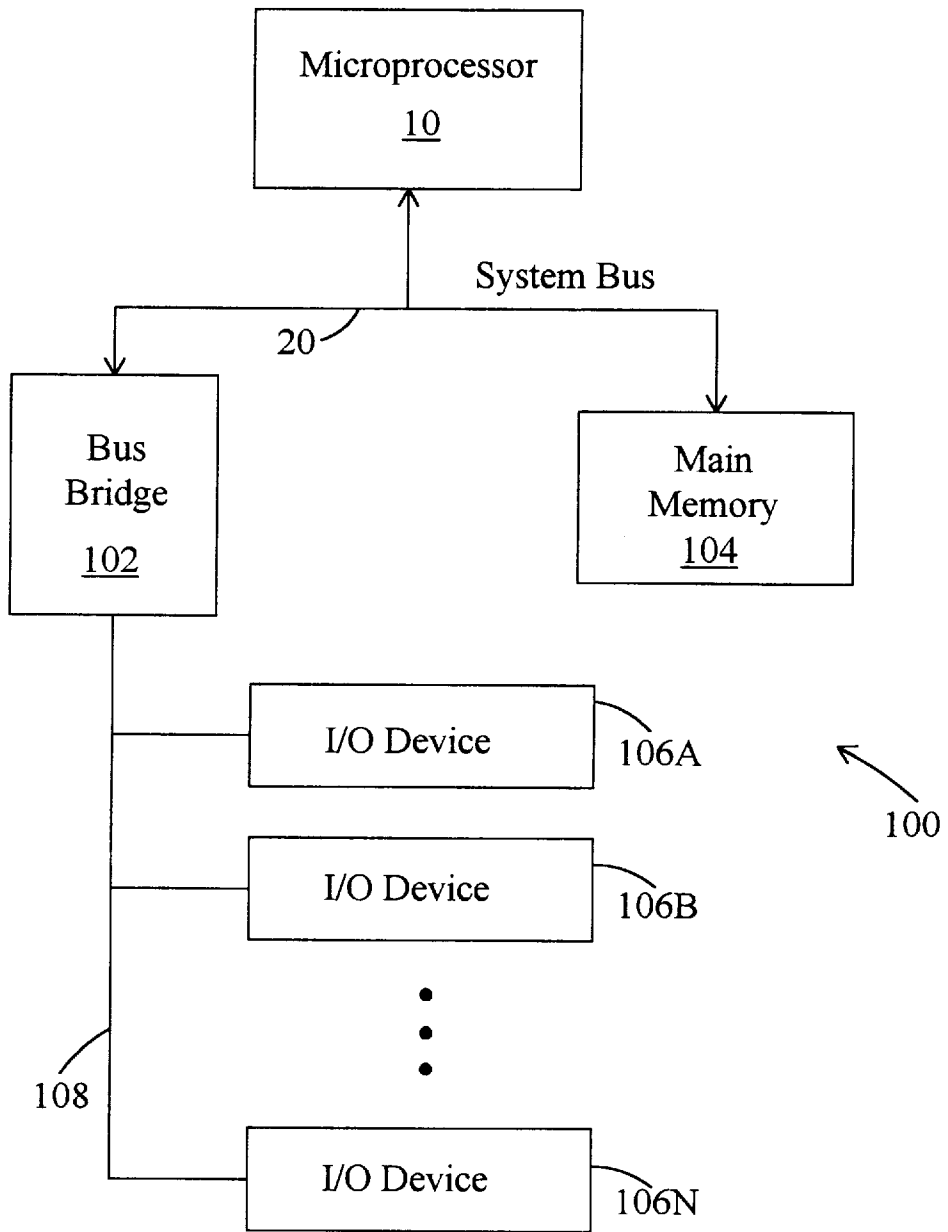 Microprocessor
10
System Bus
20
Bus
Bridge
102
Main
Memory
104
I/O Device
106A
100
I/O Device
106B
108
I/O Device
106N